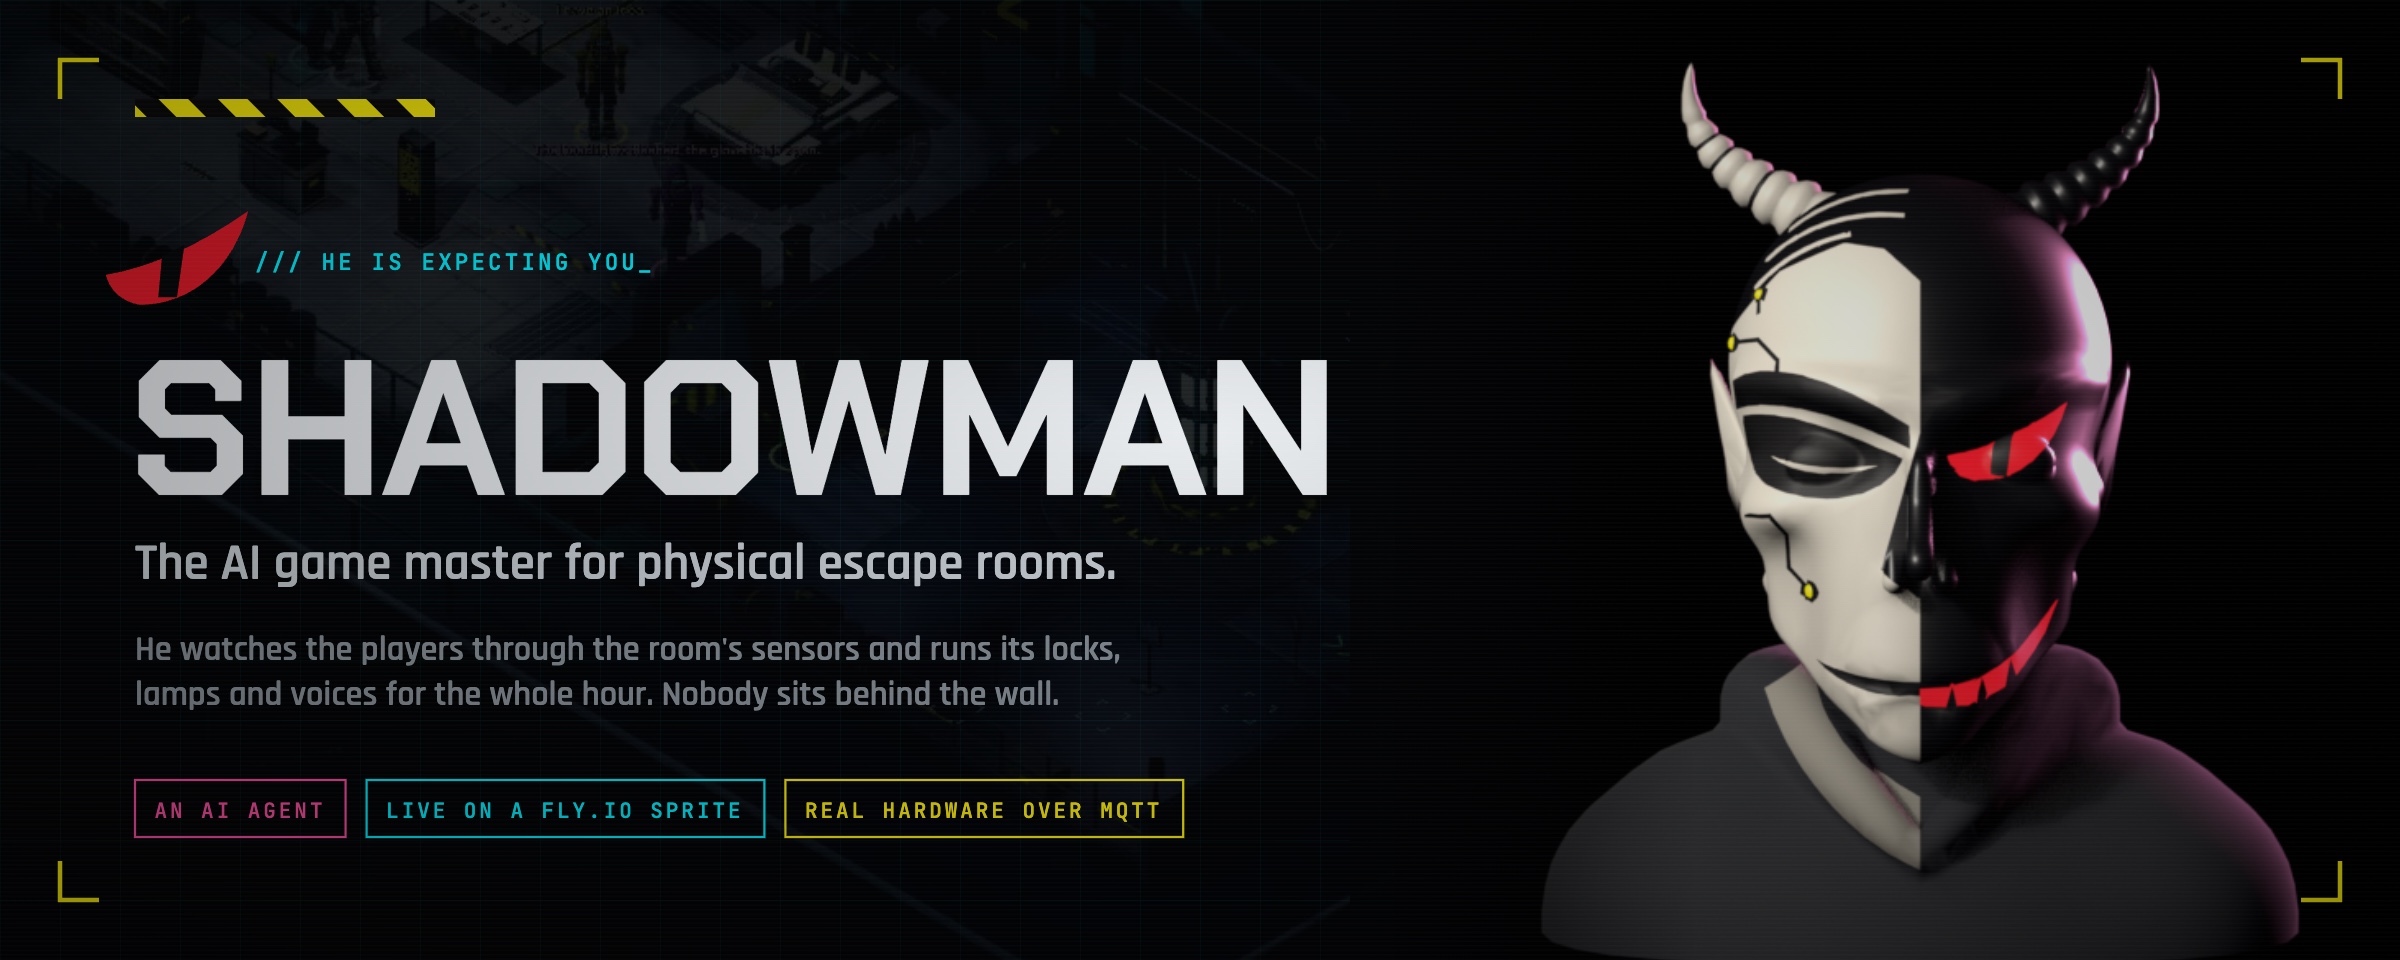 /// HE IS EXPECTING YOU_
SHADOWMAN
The AI game master for physical escape rooms.
He watches the players through the room's sensors and runs its locks,
lamps and voices for the whole hour. Nobody sits behind the wall.
AN AI AGENT
LIVE ON A FLY.IO SPRITE
REAL HARDWARE OVER MQTT